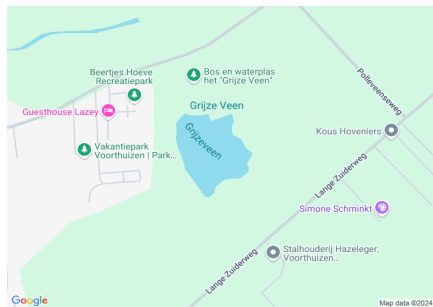 Beertjes Hoeve
Recreatiepark
Bos en waterplas
het "Grijze Veen"
Guesthouse Lazey
Grijze Veen
Grijzeveen
Polleveenseweg
Kous Hoveniers
Vakantiepark
Voorthuizen | Park...
Lange Zuiderweg
Simone Schminkt
Stalhouderij Hazeleger,
Voorthuizen...
Lange Zuiderweg
Google
Map data ©2024